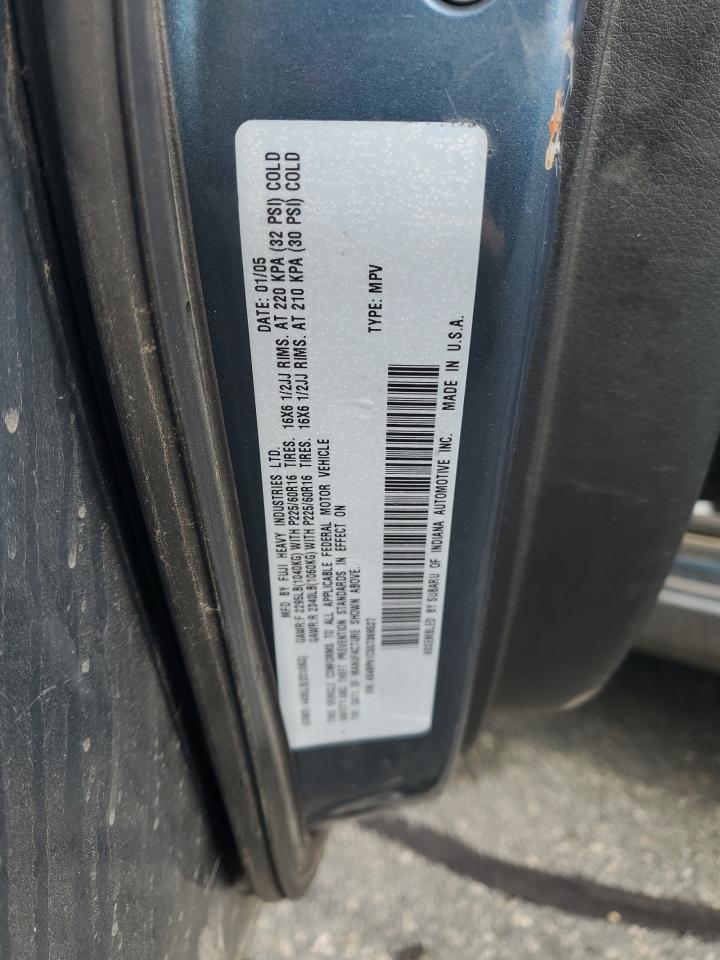 MFD BY FUJI HEAVY INDUSTRIES LTD. DATE: 01/05
GAWR:F 2295LB(1040KG) WITH P225/60R16 TIRES. 16X6 1/2JJ RIMS. AT 220 KPA (32 PSI) COLD
GAWR:R 2340LB(1060KG) WITH P225/60R16 TIRES. 16X6 1/2JJ RIMS. AT 210 KPA (30 PSI) COLD
THIS VEHICLE CONFORMS TO ALL APPLICABLE FEDERAL MOTOR VEHICLE
SAFETY AND THEFT PREVENTION STANDARDS IN EFFECT ON
THE DATE OF MANUFACTURE SHOWN ABOVE.
VIN: TYPE: MPV
ASSEMBLED BY SUBARU OF INDIANA AUTOMOTIVE INC. MADE IN U.S.A.